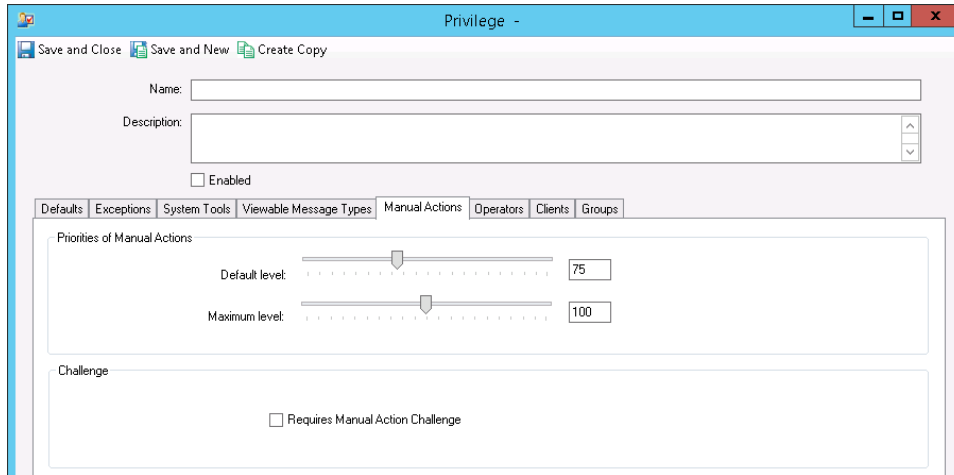 Privilege -
Save and Close Save and New Create Copy
Name:
Description:
Enabled
Defaults Exceptions System Tools Viewable Message Types Manual Actions Operators Clients Groups
Priorities of Manual Actions
Default level: 75
Maximum level: 100
Challenge
Requires Manual Action Challenge